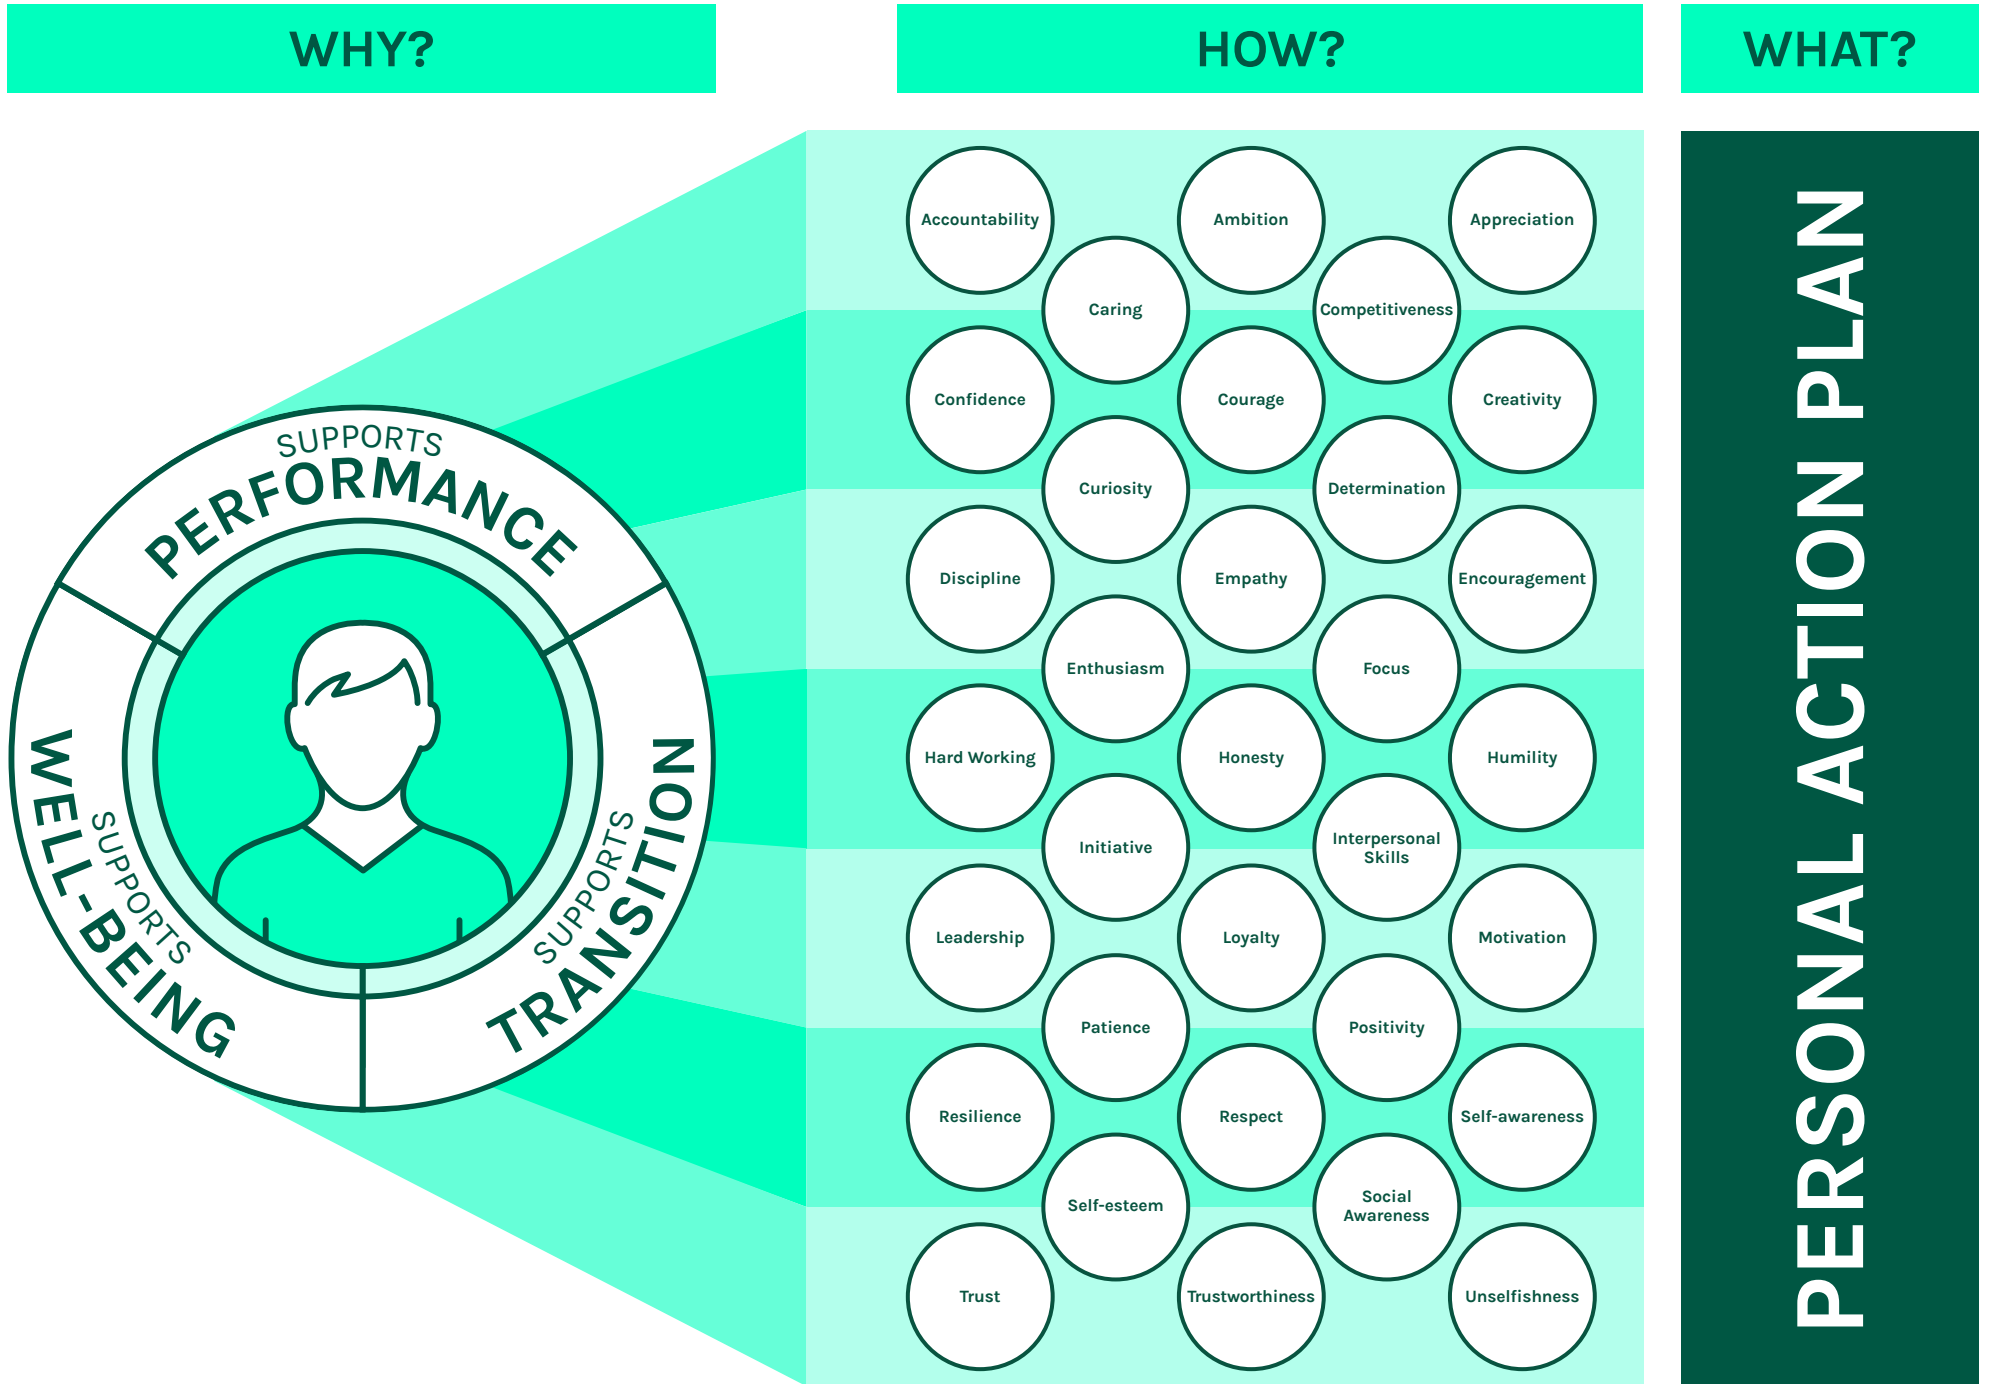 WHY?
HOW?
WHAT?
SUPPORTS
PERFORMANCE
WELL-BEING
SUPPORTS
SUPPORTS
TRANSITION
Accountability
Ambition
Appreciation
Caring
Competitiveness
Confidence
Courage
Creativity
Curiosity
Determination
Discipline
Empathy
Encouragement
Enthusiasm
Focus
Hard Working
Honesty
Humility
Initiative
Interpersonal
Skills
Leadership
Loyalty
Motivation
Patience
Positivity
Resilience
Respect
Self-awareness
Self-esteem
Social
Awareness
Trust
Trustworthiness
Unselfishness
PERSONAL ACTION PLAN